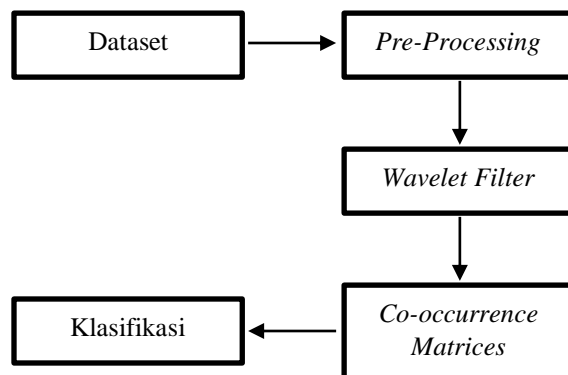 Dataset
Pre-Processing
Wavelet Filter
Co-occurrence
Matrices
Klasifikasi